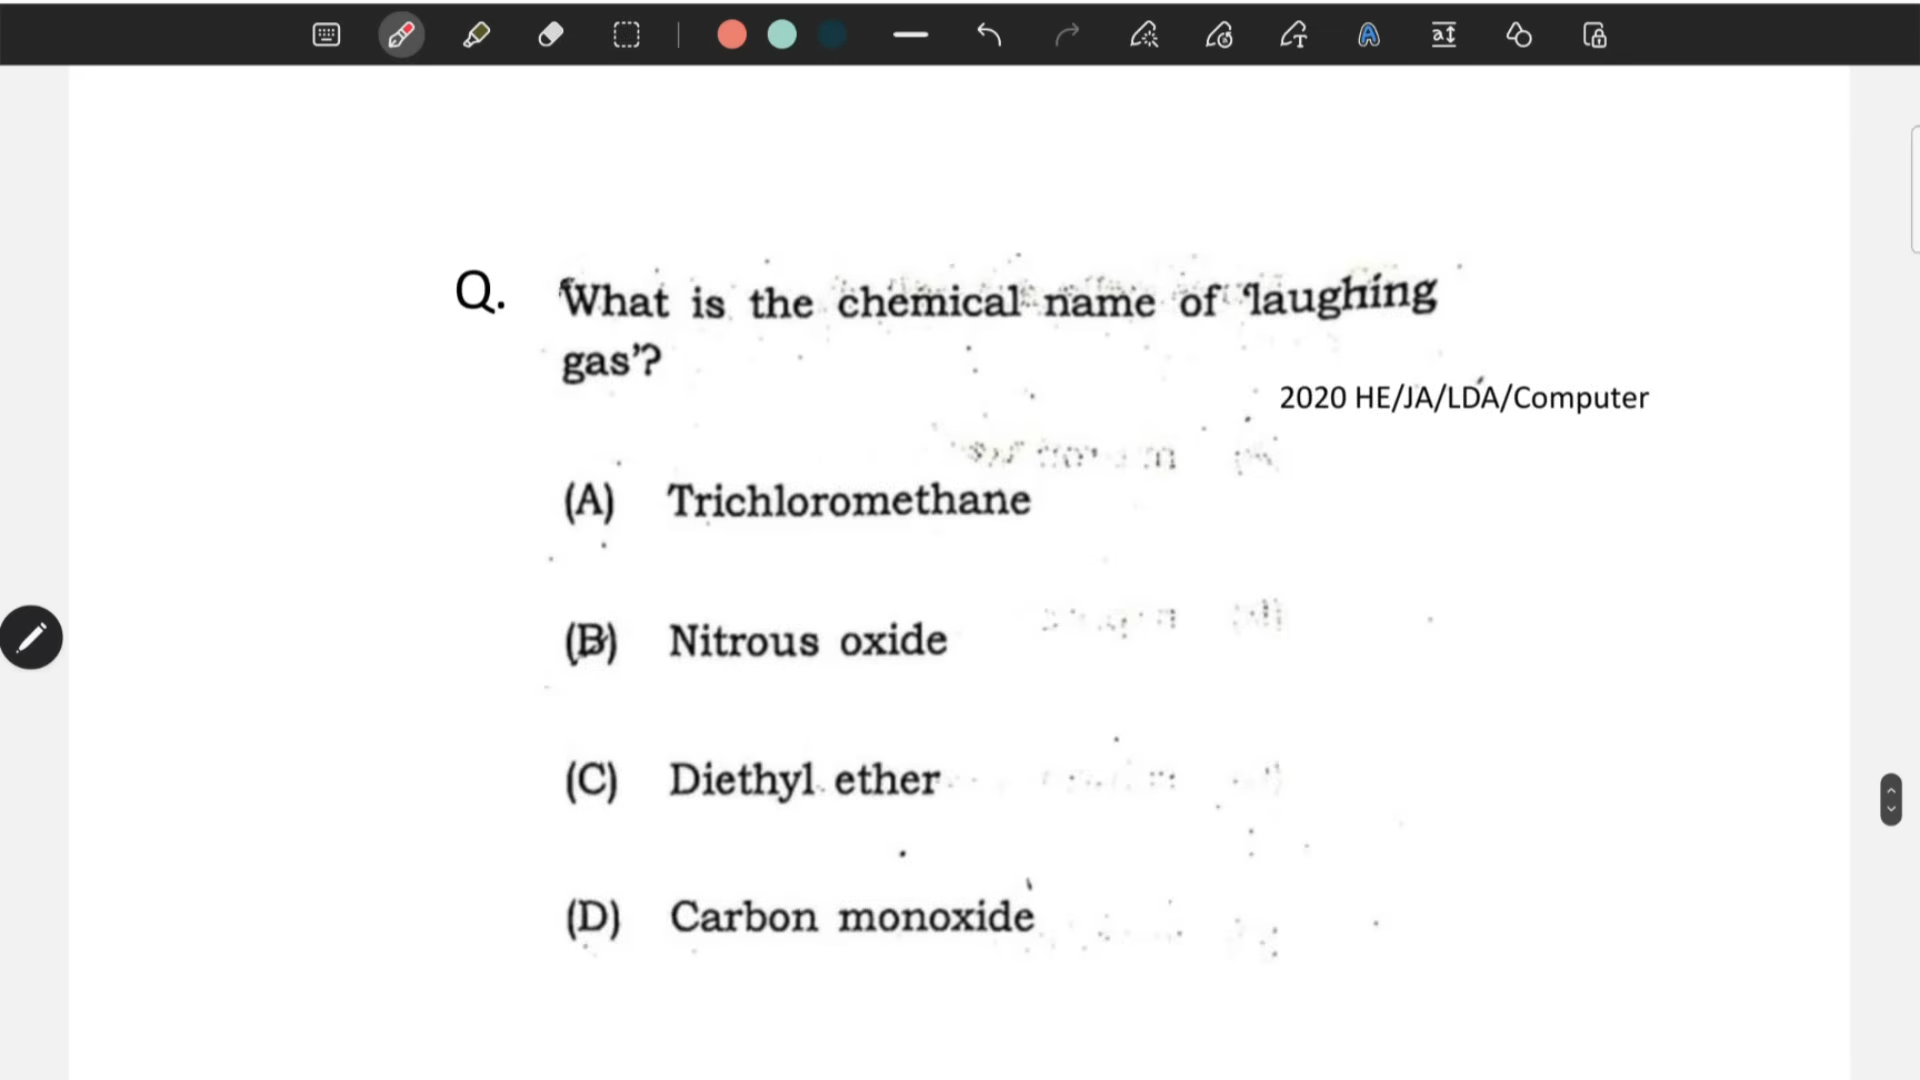 Q. What is the chemical name of 'laughing
gas'?
2020 HE/JA/LDA/Computer
(A) Trichloromethane
(B) Nitrous oxide
(C) Diethyl ether
(D) Carbon monoxide